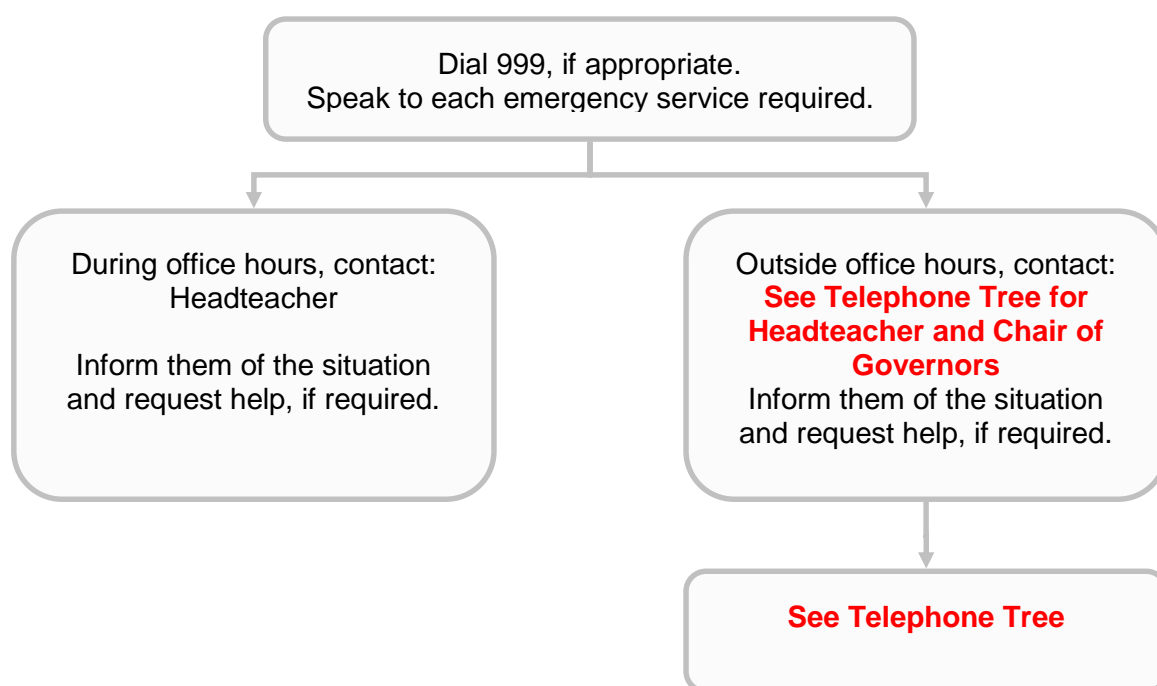 Dial 999, if appropriate.
Speak to each emergency service required.
During office hours, contact:
Headteacher
Inform them of the situation
and request help, if required.
Outside office hours, contact:
See Telephone Tree for
Headteacher and Chair of
Governors
Inform them of the situation
and request help, if required.
See Telephone Tree